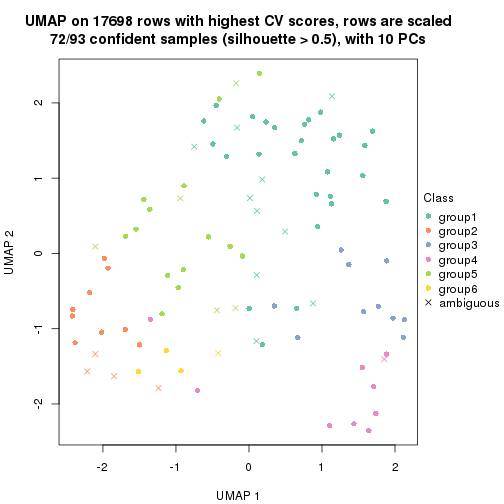 UMAP on 17698 rows with highest CV scores, rows are scaled
72/93 confident samples (silhouette > 0.5), with 10 PCs
2
1
0
-1
-2
UMAP 2
-2
-1
0
1
2
UMAP 1
Class
group1
group2
group3
group4
group5
group6
ambiguous